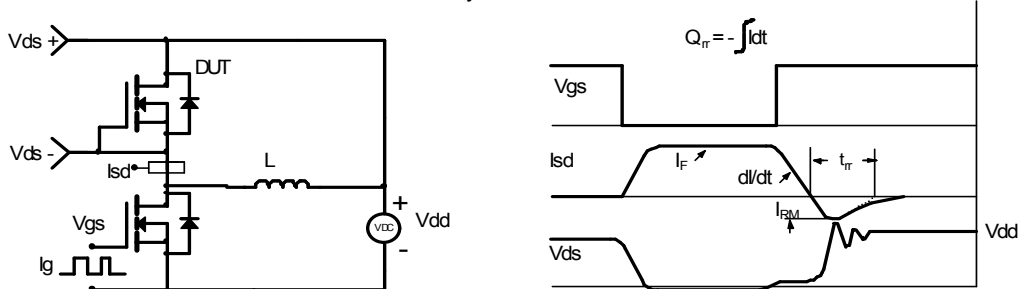 Vds +
DUT
Vds -
Isd
L
Vgs
Ig
+
VDC
-
Vdd
Qrr = - ∫ Idt
Vgs
Isd
IF
dI/dt
trr
IRM
Vds
Vdd